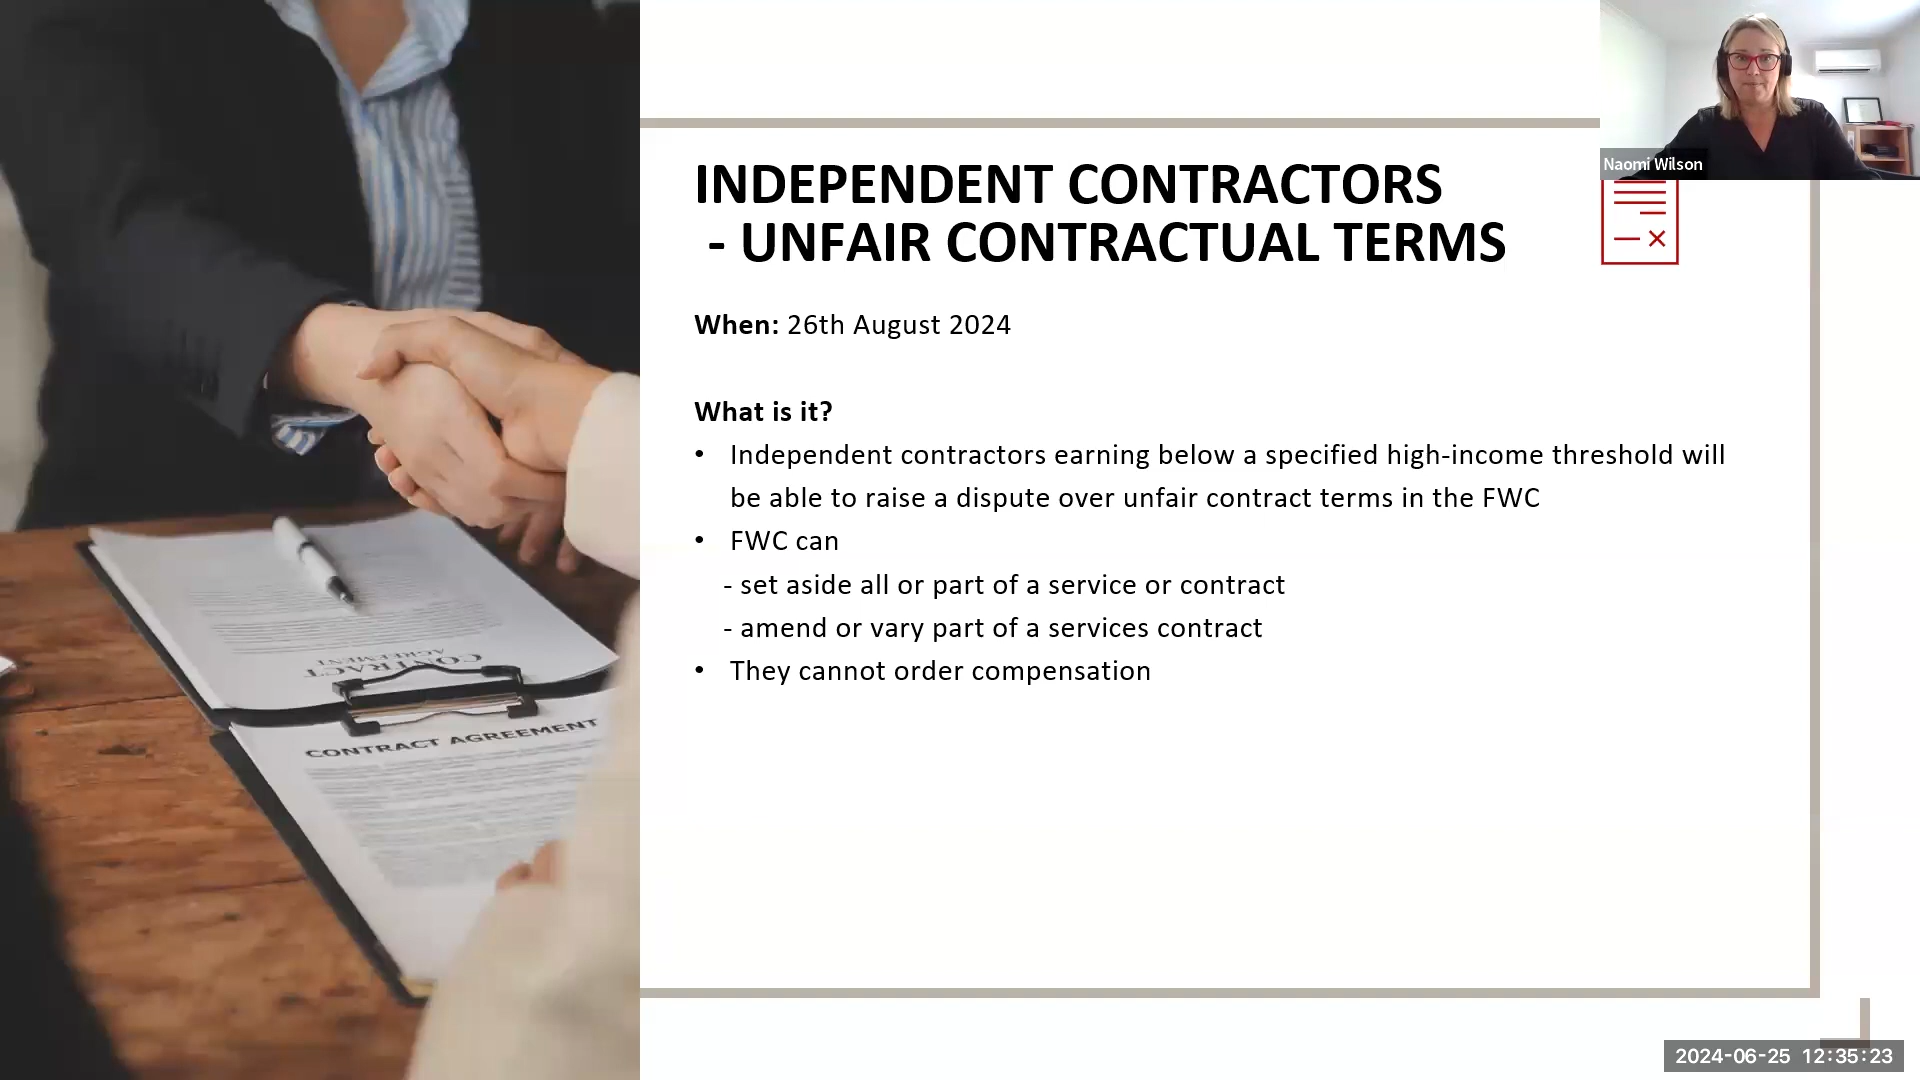 INDEPENDENT CONTRACTORS
- UNFAIR CONTRACTUAL TERMS
Naomi Wilson
When: 26th August 2024
What is it?
• Independent contractors earning below a specified high-income threshold will
be able to raise a dispute over unfair contract terms in the FWC
• FWC can
- set aside all or part of a service or contract
- amend or vary part of a services contract
• They cannot order compensation
CONTRACT
AGREEMENT
CONTRACT AGREEMENT
2024-06-25 12:35:23